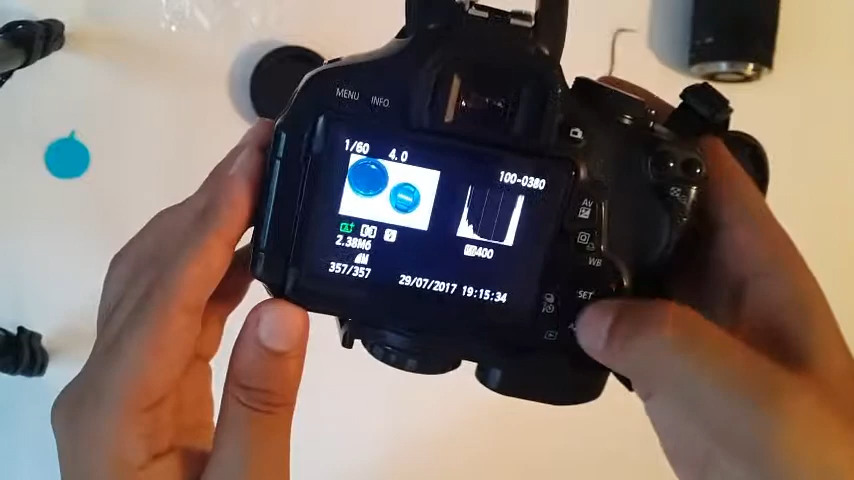 MENU INFO
1/60 4.0
100-0380
AV
A+
2.38MB
400
WB
357/357
29/07/2017 19:15:34
SET